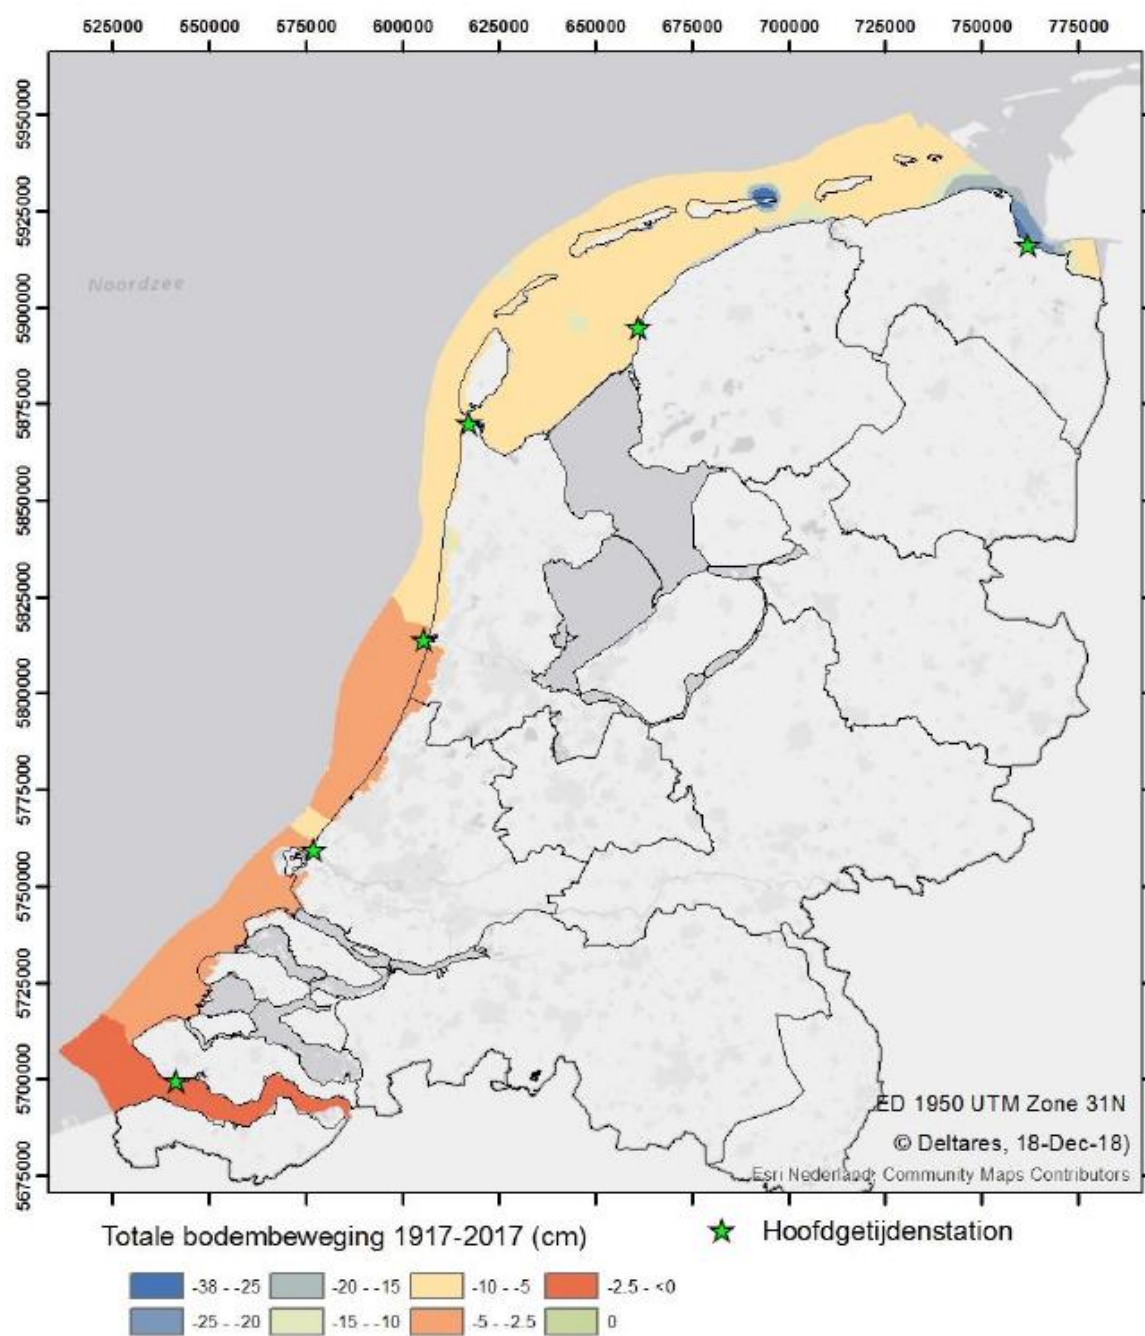 525000 550000 575000 600000 625000 650000 675000 700000 725000 750000 775000
5950000
5925000
5900000
5875000
5850000
5825000
5800000
5775000
5750000
5725000
5700000
5675000
Noordzee
ED 1950 UTM Zone 31N
© Deltares, 18-Dec-18)
Esri Nederland; Community Maps Contributors
Totale bodembeweging 1917-2017 (cm)
Hoofdgetijdenstation
-38 - -25 -20 - -15 -10 - -5 -2.5 - <0
-25 - -20 -15 - -10 -5 - -2.5 0